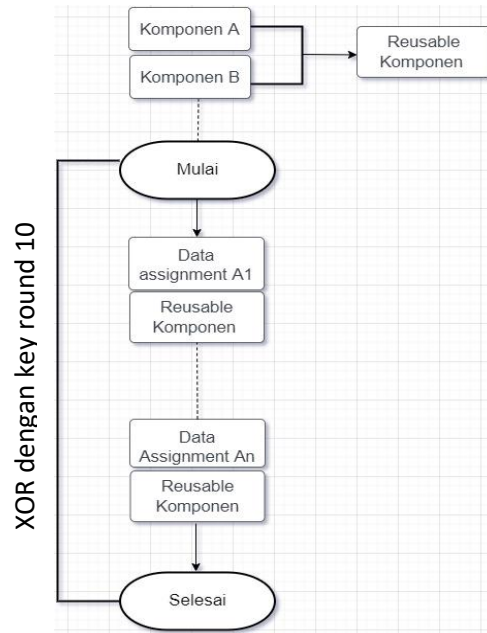 Komponen A
Reusable
Komponen
Komponen B
Mulai
XOR dengan key round 10
Data
assignment A1
Reusable
Komponen
Data
Assignment An
Reusable
Komponen
Selesai